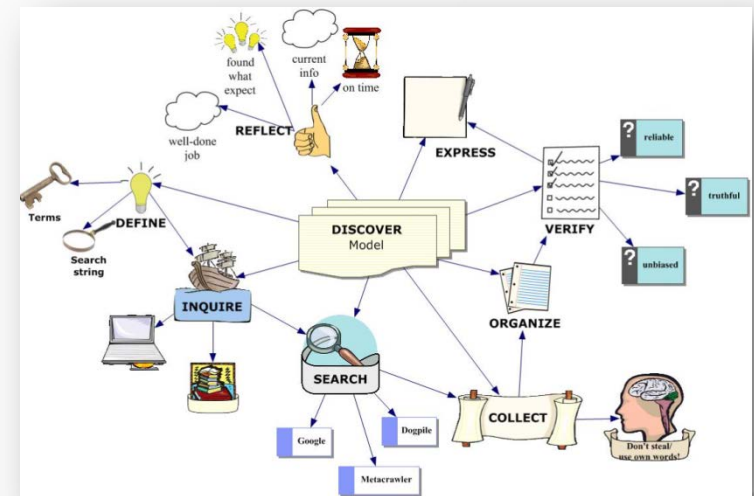 found
what
expect
current
info
on time
well-done
job
REFLECT
EXPRESS
? reliable
? truthful
? unbiased
VERIFY
Terms
DEFINE
Search
string
DISCOVER
Model
INQUIRE
ORGANIZE
SEARCH
COLLECT
Google
Dogpile
Metacrawler
Don't steal/
use own words!